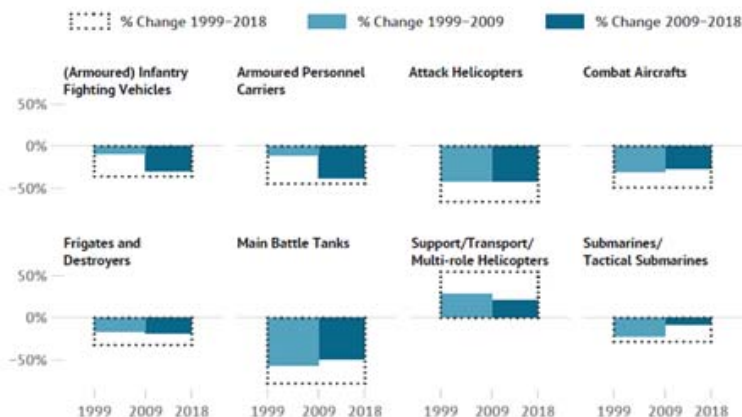 % Change 1999–2018 % Change 1999–2009 % Change 2009–2018
(Armoured) Infantry
Fighting Vehicles
Armoured Personnel
Carriers
Attack Helicopters
Combat Aircrafts
50%
0%
−50%
Frigates and
Destroyers
Main Battle Tanks
Support/Transport/
Multi-role Helicopters
Submarines/
Tactical Submarines
50%
0%
−50%
1999 2009 2018 1999 2009 2018 1999 2009 2018 1999 2009 2018